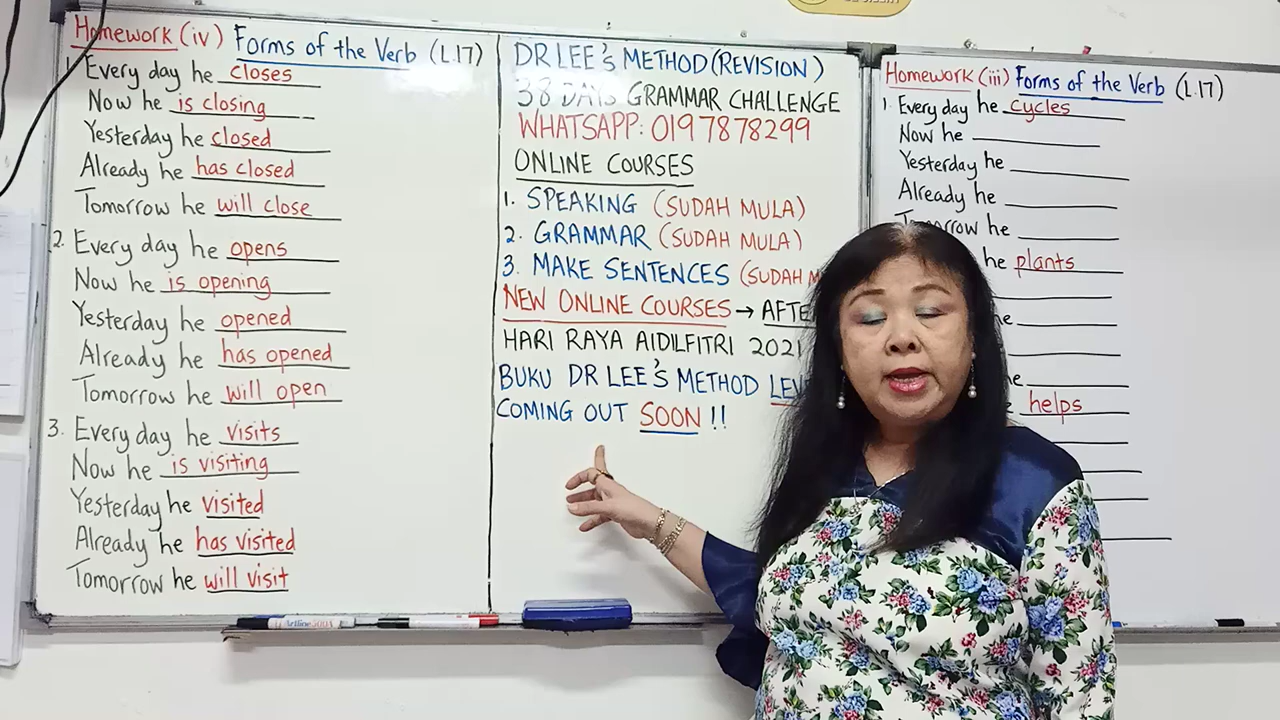 Homework (iv) Forms of the Verb (L.17)
1. Every day he closes
Now he is closing
Yesterday he closed
Already he has closed
Tomorrow he will close
2. Every day he opens
Now he is opening
Yesterday he opened
Already he has opened
Tomorrow he will open
3. Every day he visits
Now he is visiting
Yesterday he visited
Already he has visited
Tomorrow he will visit
DR LEE's METHOD (REVISION)
38 DAYS GRAMMAR CHALLENGE
WHATSAPP: 0197878299
ONLINE COURSES
1. SPEAKING (SUDAH MULA)
2. GRAMMAR (SUDAH MULA)
3. MAKE SENTENCES (SUDAH M
NEW ONLINE COURSES → AFTE
HARI RAYA AIDILFITRI 2021
BUKU DR LEE's METHOD LEV
COMING OUT SOON !!
Homework (iii) Forms of the Verb (L.17)
1. Every day he cycles
Now he
Yesterday he
Already he
Tomorrow he
he plants
helps
Artline 500A